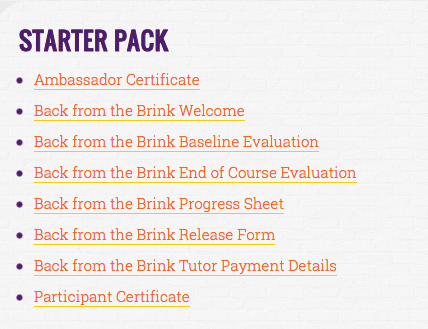 STARTER PACK
Ambassador Certificate
Back from the Brink Welcome
Back from the Brink Baseline Evaluation
Back from the Brink End of Course Evaluation
Back from the Brink Progress Sheet
Back from the Brink Release Form
Back from the Brink Tutor Payment Details
Participant Certificate